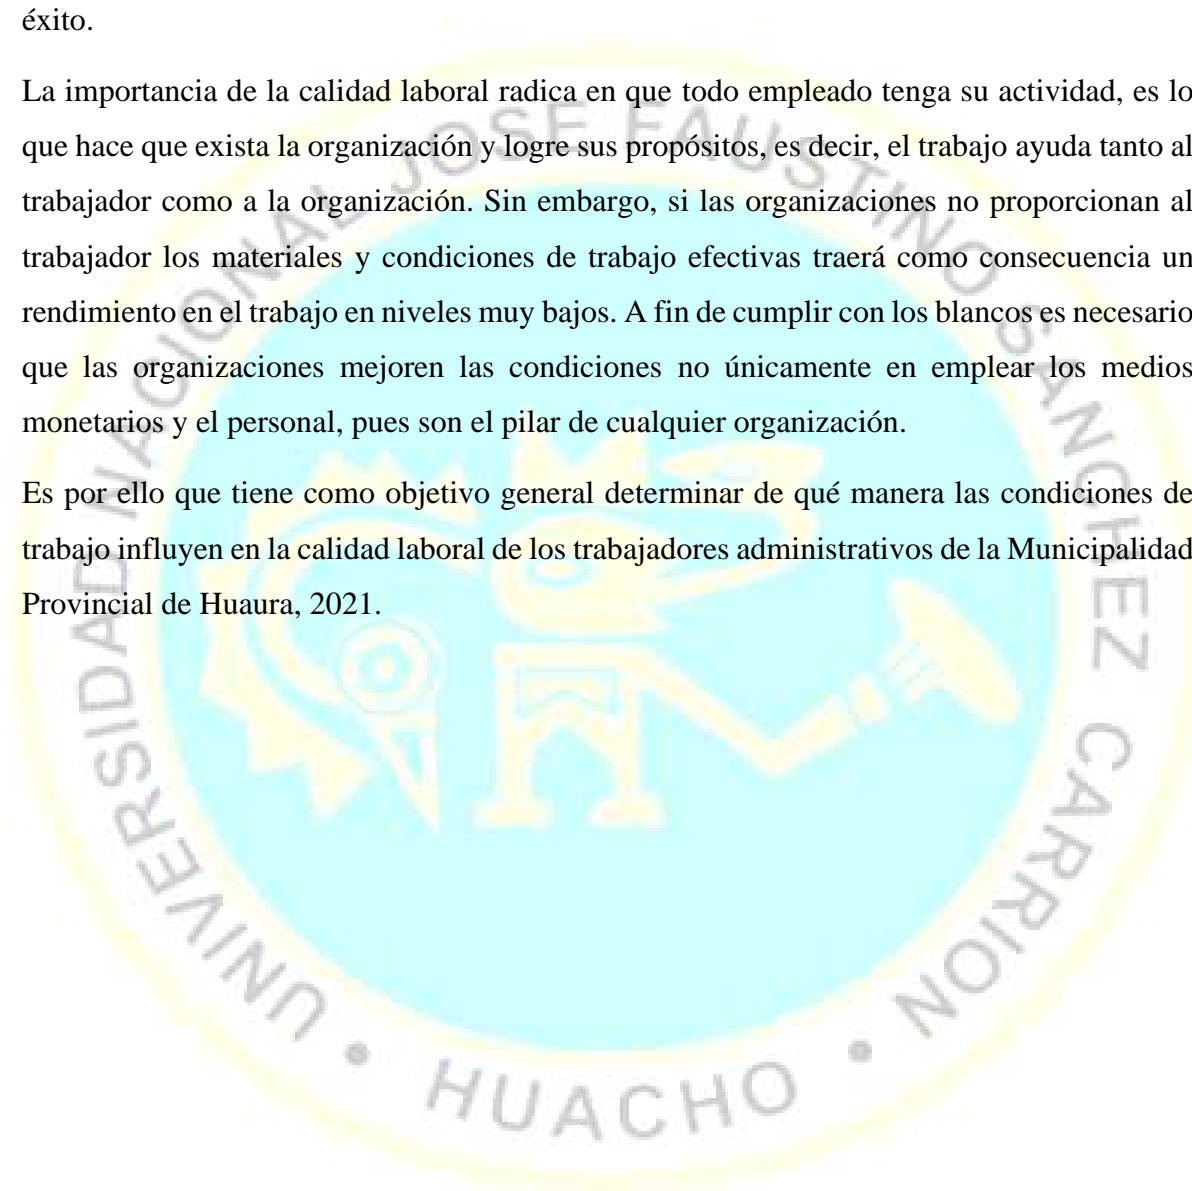 éxito.
La importancia de la calidad laboral radica en que todo empleado tenga su actividad, es lo
que hace que exista la organización y logre sus propósitos, es decir, el trabajo ayuda tanto al
trabajador como a la organización. Sin embargo, si las organizaciones no proporcionan al
trabajador los materiales y condiciones de trabajo efectivas traerá como consecuencia un
rendimiento en el trabajo en niveles muy bajos. A fin de cumplir con los blancos es necesario
que las organizaciones mejoren las condiciones no únicamente en emplear los medios
monetarios y el personal, pues son el pilar de cualquier organización.
Es por ello que tiene como objetivo general determinar de qué manera las condiciones de
trabajo influyen en la calidad laboral de los trabajadores administrativos de la Municipalidad
Provincial de Huaura, 2021.
UNIVERSIDAD NACIONAL JOSE FAUSTINO SANCHEZ CARRION • HUACHO •